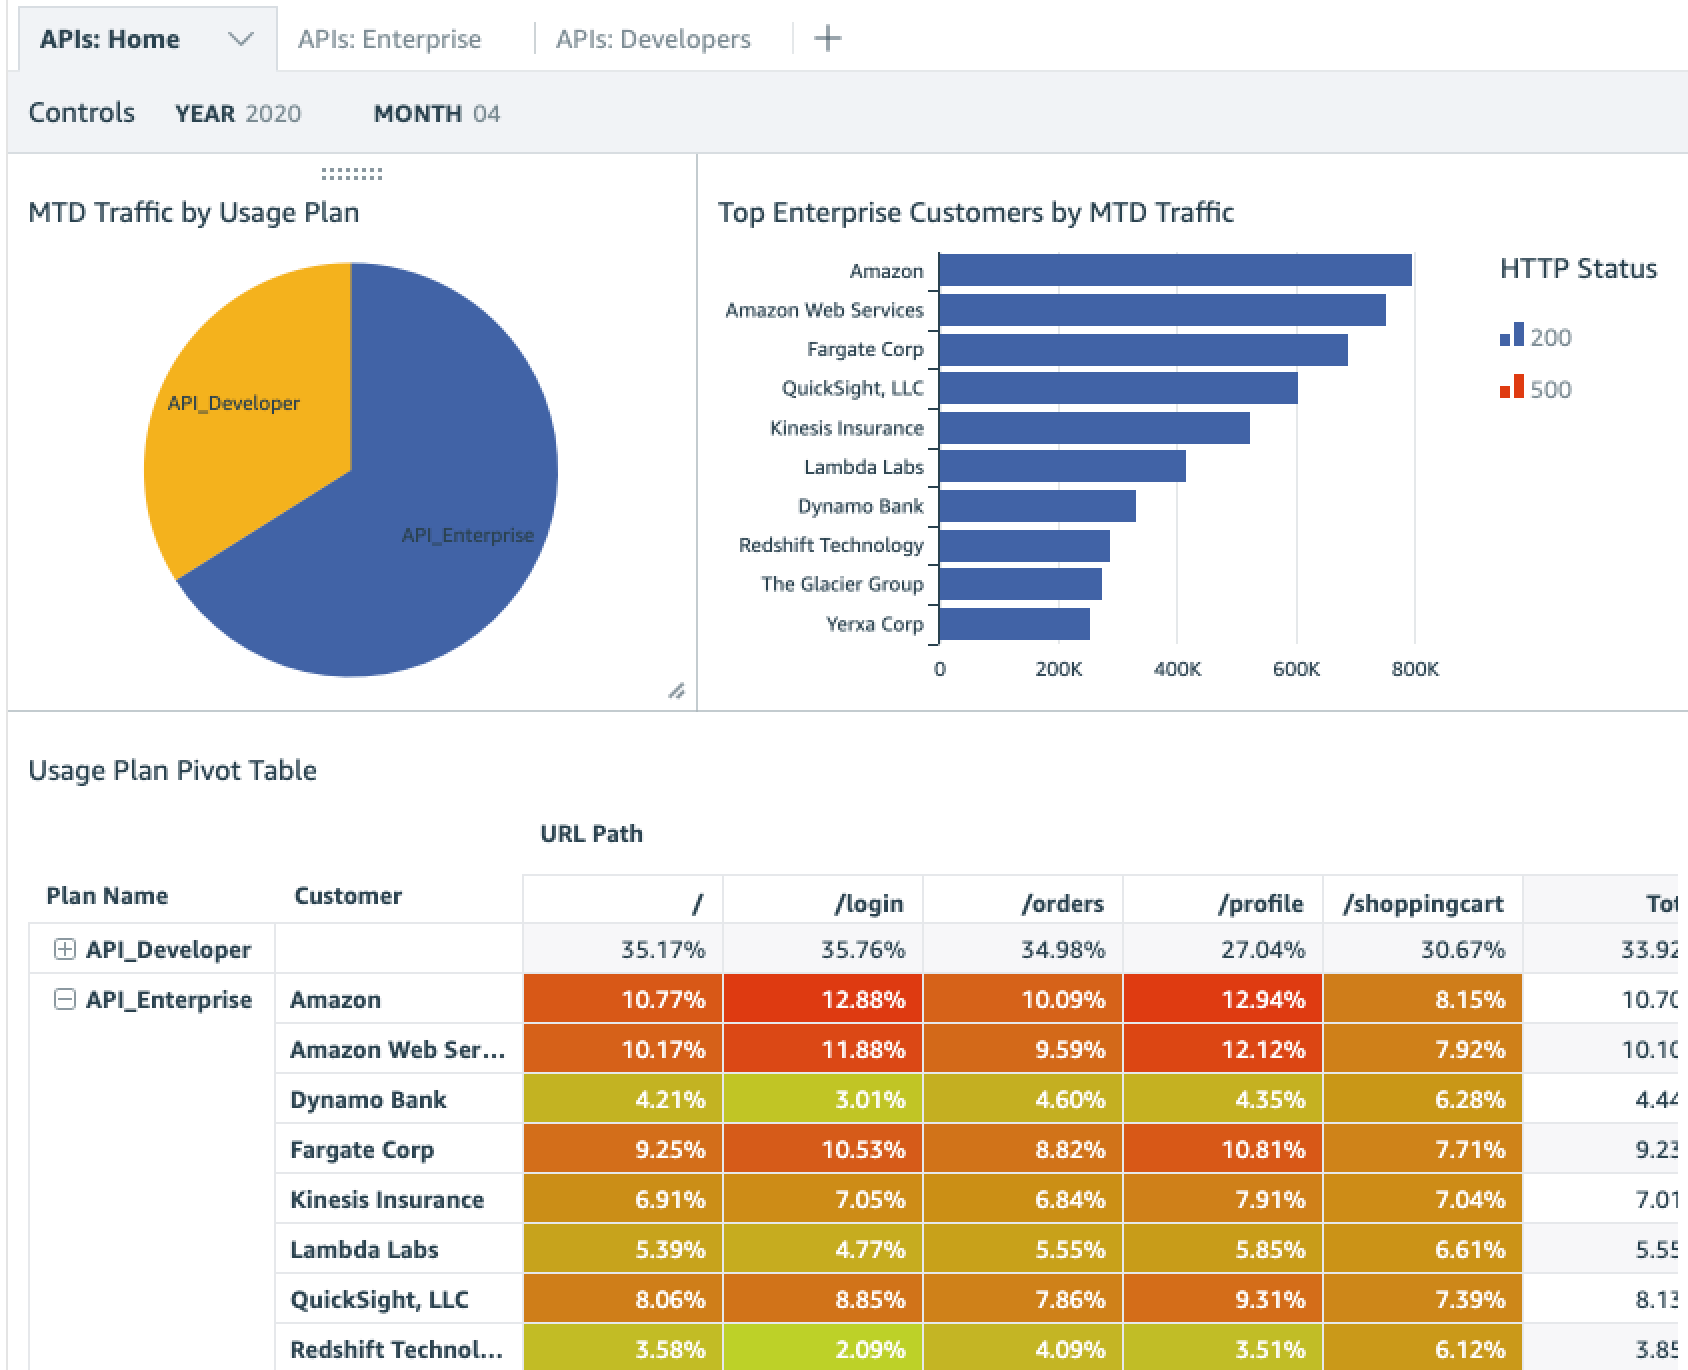 APIs: Home APIs: Enterprise APIs: Developers
Controls YEAR 2020 MONTH 04
MTD Traffic by Usage Plan
API_Developer
API_Enterprise
Top Enterprise Customers by MTD Traffic
Amazon
Amazon Web Services
Fargate Corp
QuickSight, LLC
Kinesis Insurance
Lambda Labs
Dynamo Bank
Redshift Technology
The Glacier Group
Yerxa Corp
0 200K 400K 600K 800K
HTTP Status
200
500
Usage Plan Pivot Table
URL Path
Plan Name Customer / /login /orders /profile /shoppingcart Tot
API_Developer 35.17% 35.76% 34.98% 27.04% 30.67% 33.92
API_Enterprise Amazon 10.77% 12.88% 10.09% 12.94% 8.15% 10.70
Amazon Web Ser... 10.17% 11.88% 9.59% 12.12% 7.92% 10.10
Dynamo Bank 4.21% 3.01% 4.60% 4.35% 6.28% 4.44
Fargate Corp 9.25% 10.53% 8.82% 10.81% 7.71% 9.23
Kinesis Insurance 6.91% 7.05% 6.84% 7.91% 7.04% 7.01
Lambda Labs 5.39% 4.77% 5.55% 5.85% 6.61% 5.55
QuickSight, LLC 8.06% 8.85% 7.86% 9.31% 7.39% 8.13
Redshift Technol... 3.58% 2.09% 4.09% 3.51% 6.12% 3.85